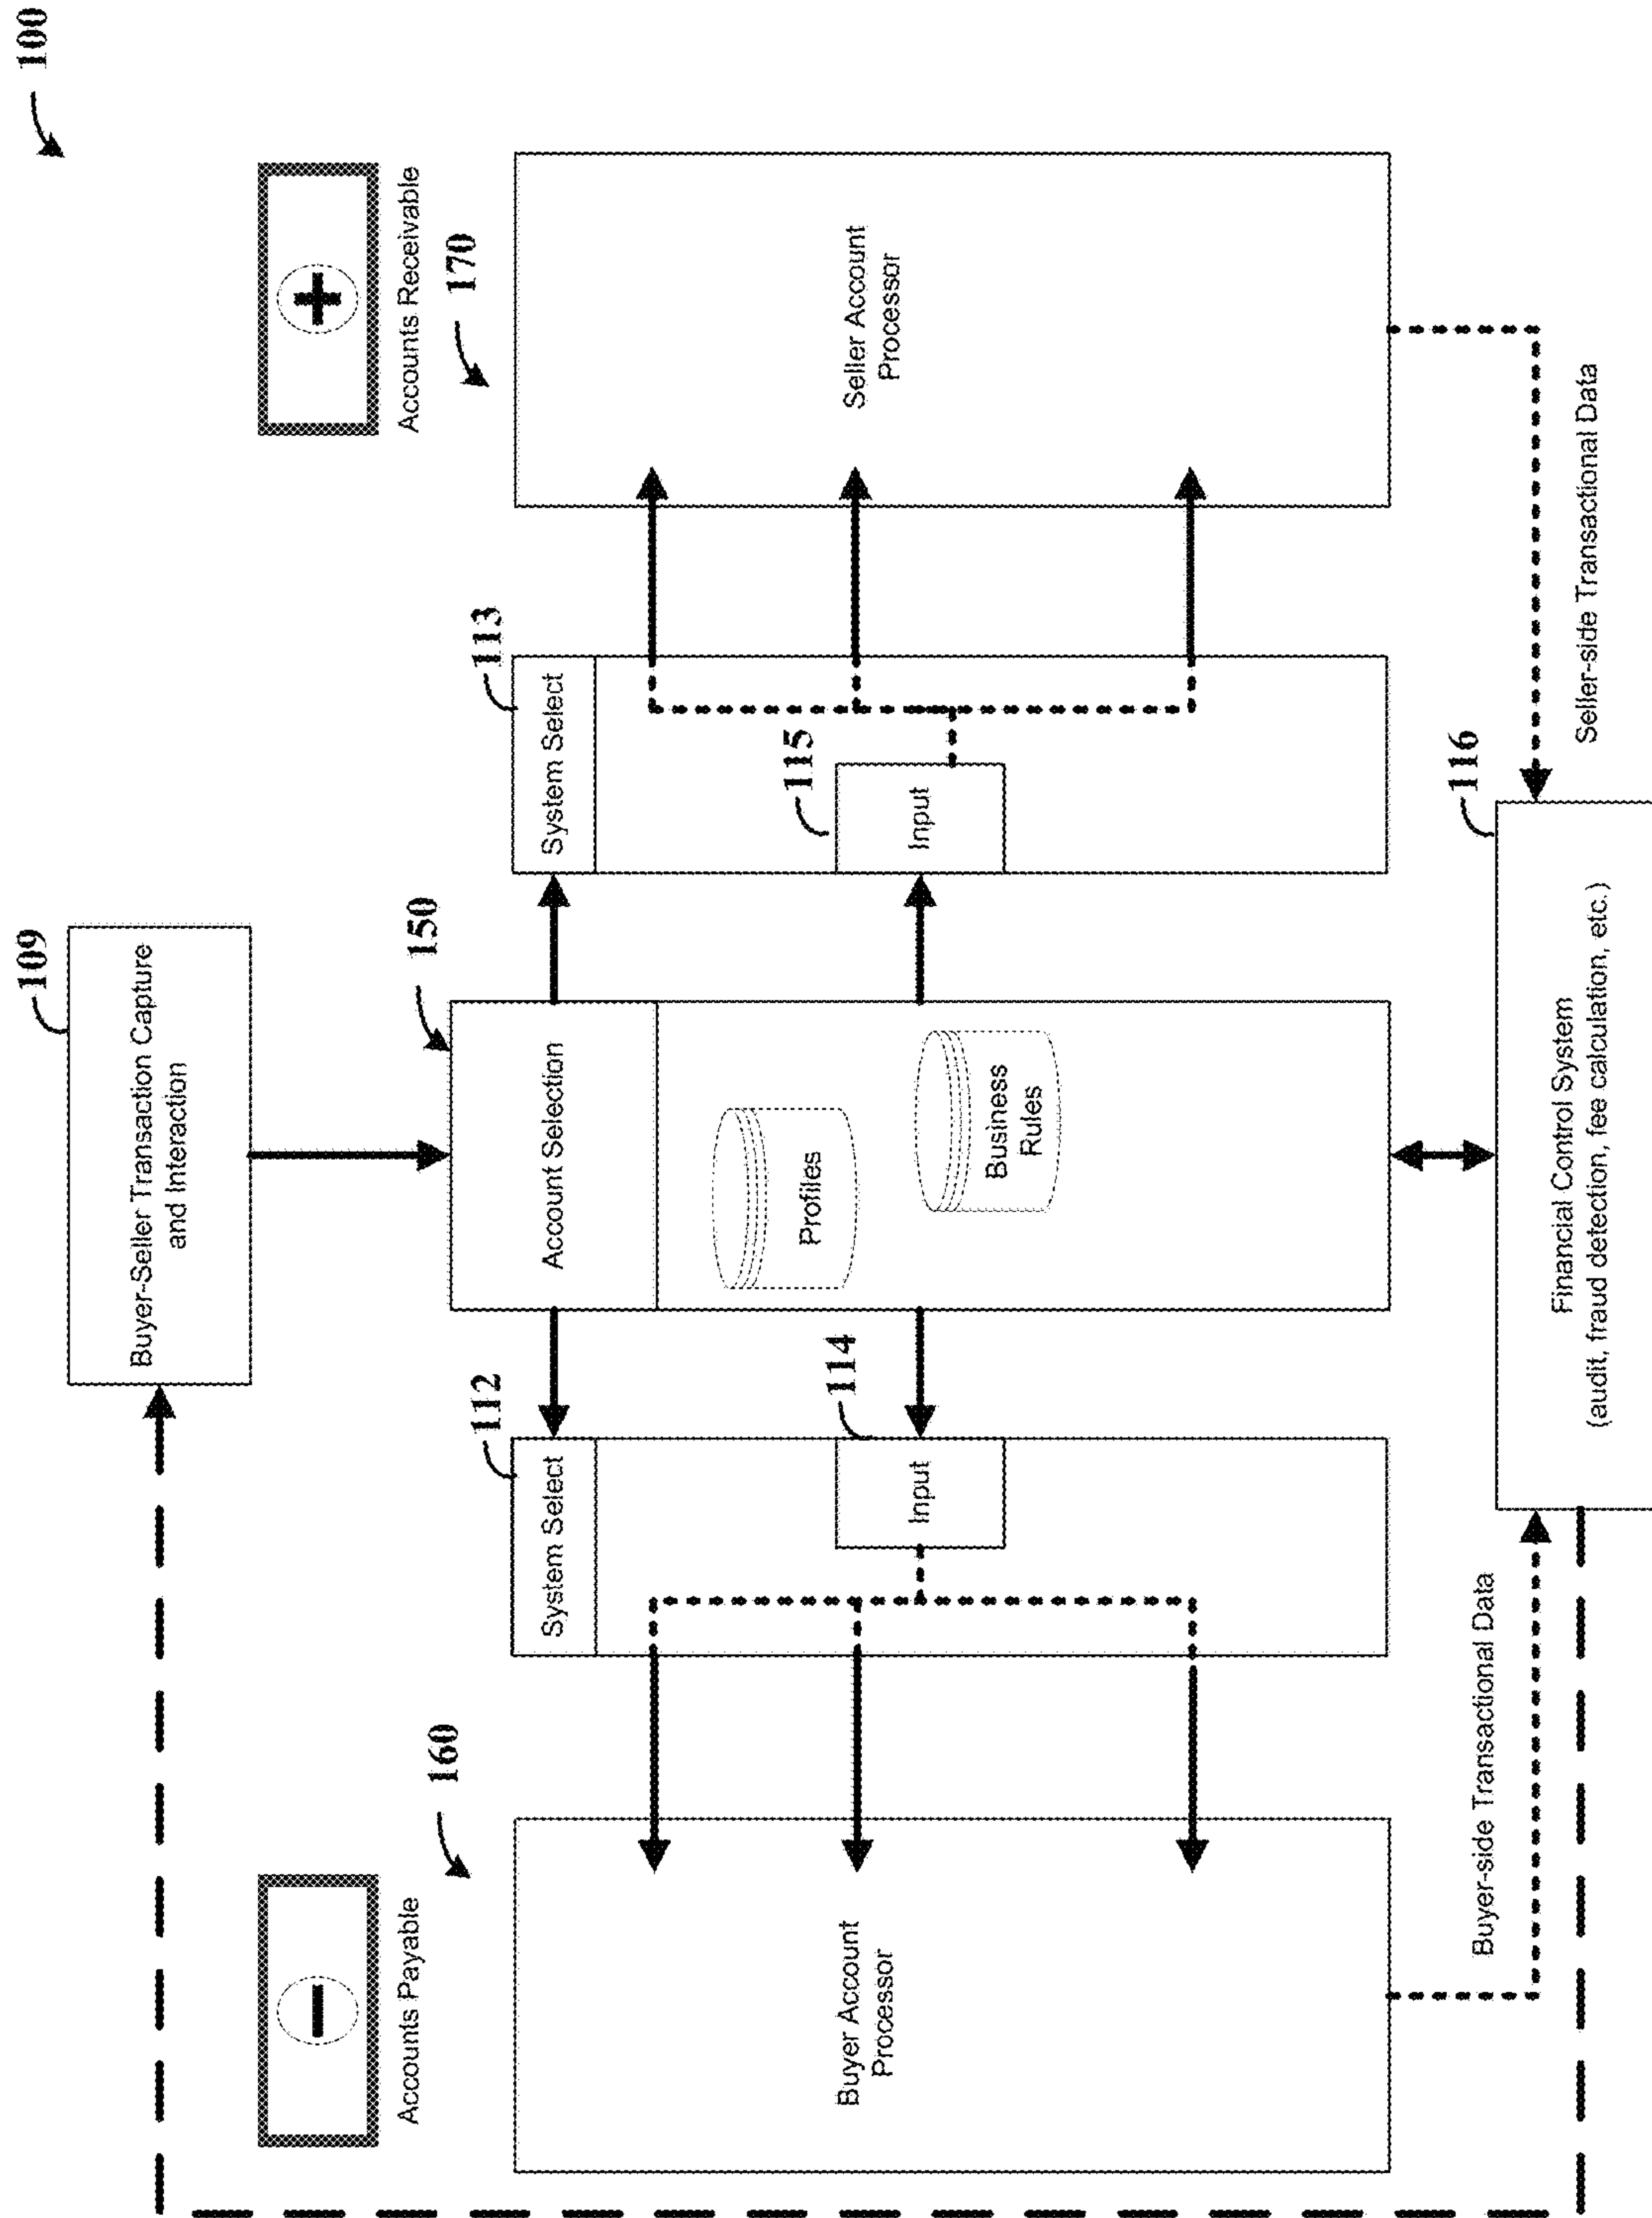 100
109
Buyer-Seller Transaction Capture
and Interaction
Accounts Payable
Accounts Receivable
160
112
150
113
170
System Select
Account Selection
System Select
Buyer Account
Processor
114
Input
Profiles
Business
Rules
115
Input
Seller Account
Processor
Buyer-side Transactional Data
116
Seller-side Transactional Data
Financial Control System
(audit, fraud detection, fee calculation, etc.)